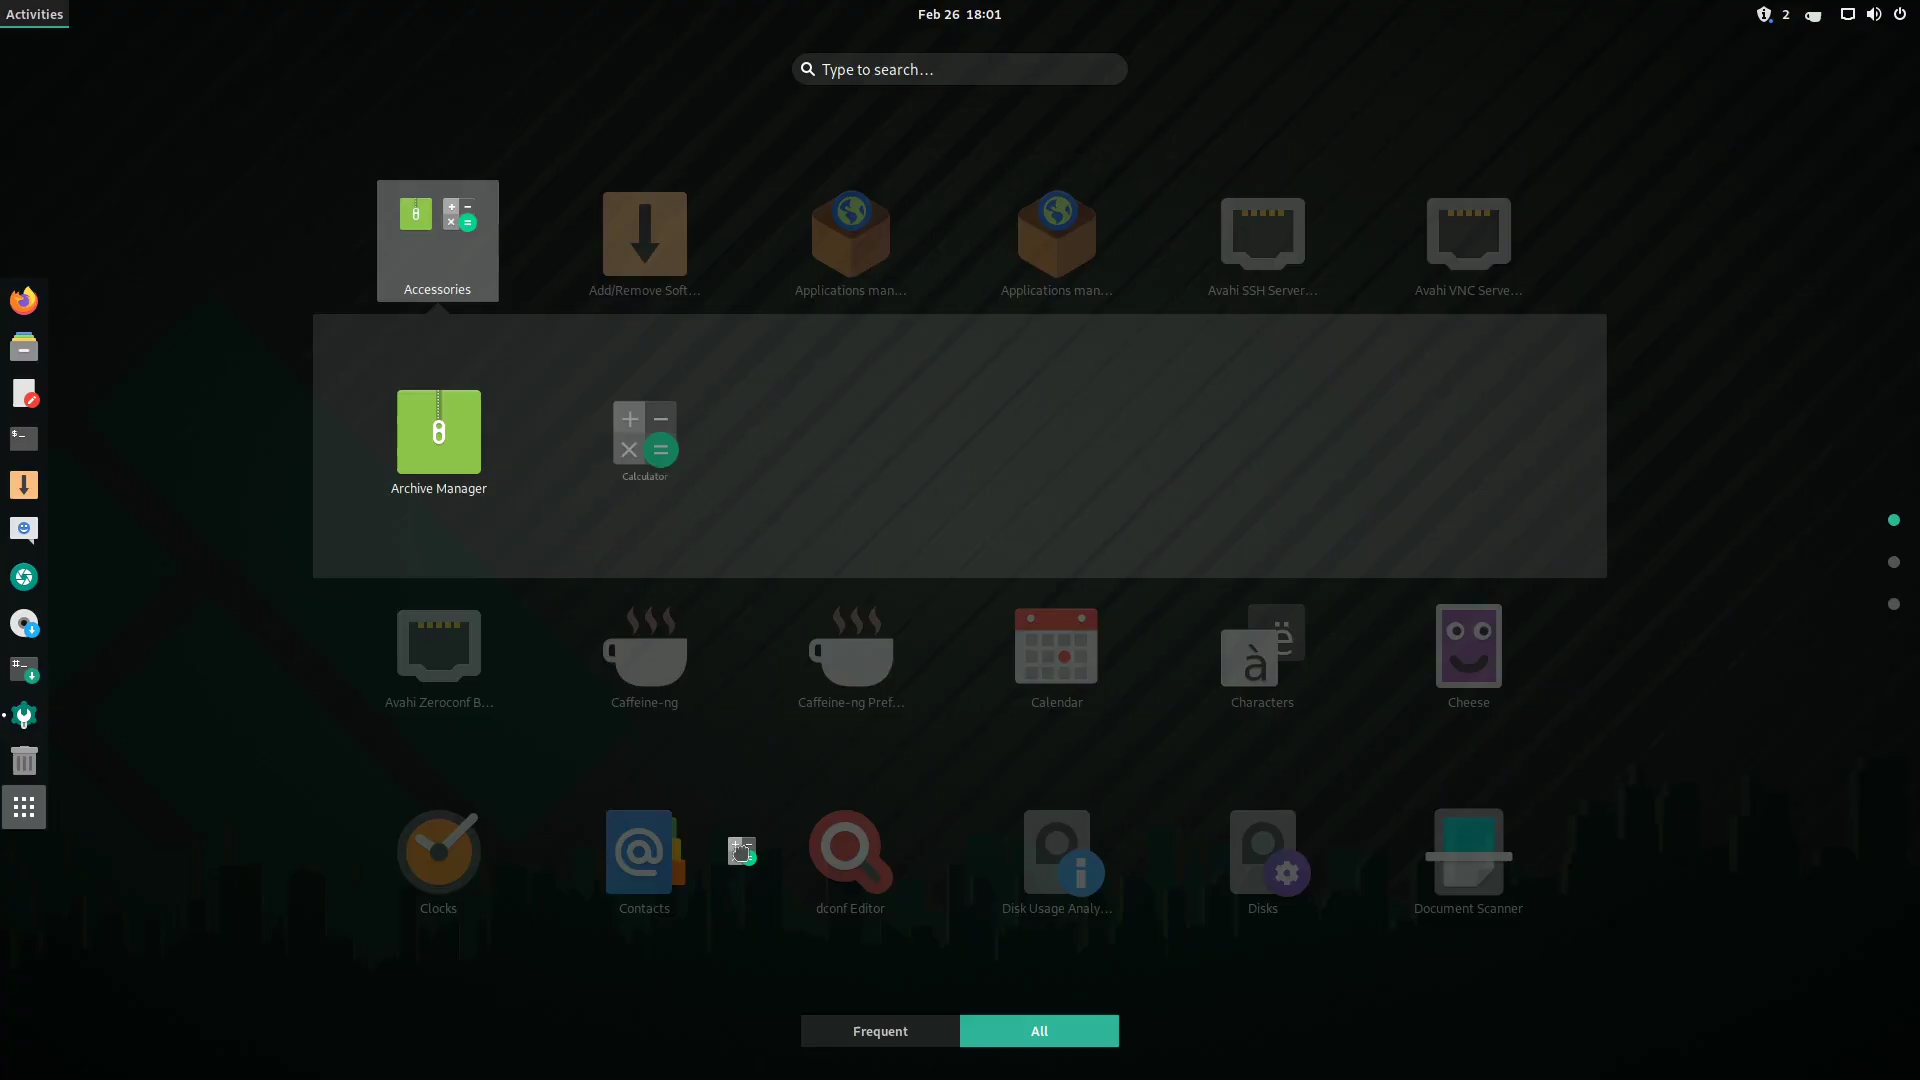 Activities
Feb 26 18:01
2
Type to search...
Accessories
Add/Remove Soft...
Applications man...
Applications man...
Avahi SSH Server...
Avahi VNC Serve...
Archive Manager
Calculator
Avahi Zeroconf B...
Caffeine-ng
Caffeine-ng Pref...
Calendar
Characters
Cheese
Clocks
Contacts
dconf Editor
Disk Usage Analy...
Disks
Document Scanner
Frequent
All